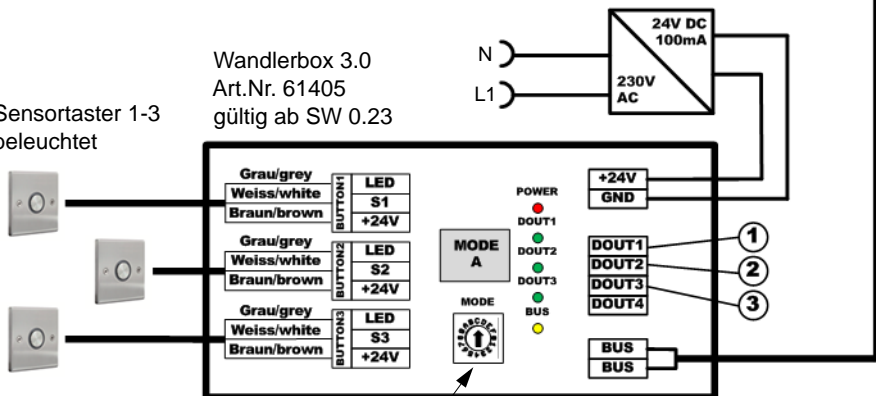 24V DC
100mA
230V
AC
N
L1
Wandlerbox 3.0
Art.Nr. 61405
gültig ab SW 0.23
Sensortaster 1-3
beleuchtet
Grau/grey
Weiss/white
Braun/brown
BUTTON1
LED
S1
+24V
Grau/grey
Weiss/white
Braun/brown
BUTTON2
LED
S2
+24V
Grau/grey
Weiss/white
Braun/brown
BUTTON3
LED
S3
+24V
MODE
A
MODE
POWER
DOUT1
DOUT2
DOUT3
BUS
+24V
GND
DOUT1
DOUT2
DOUT3
DOUT4
BUS
BUS
1
2
3